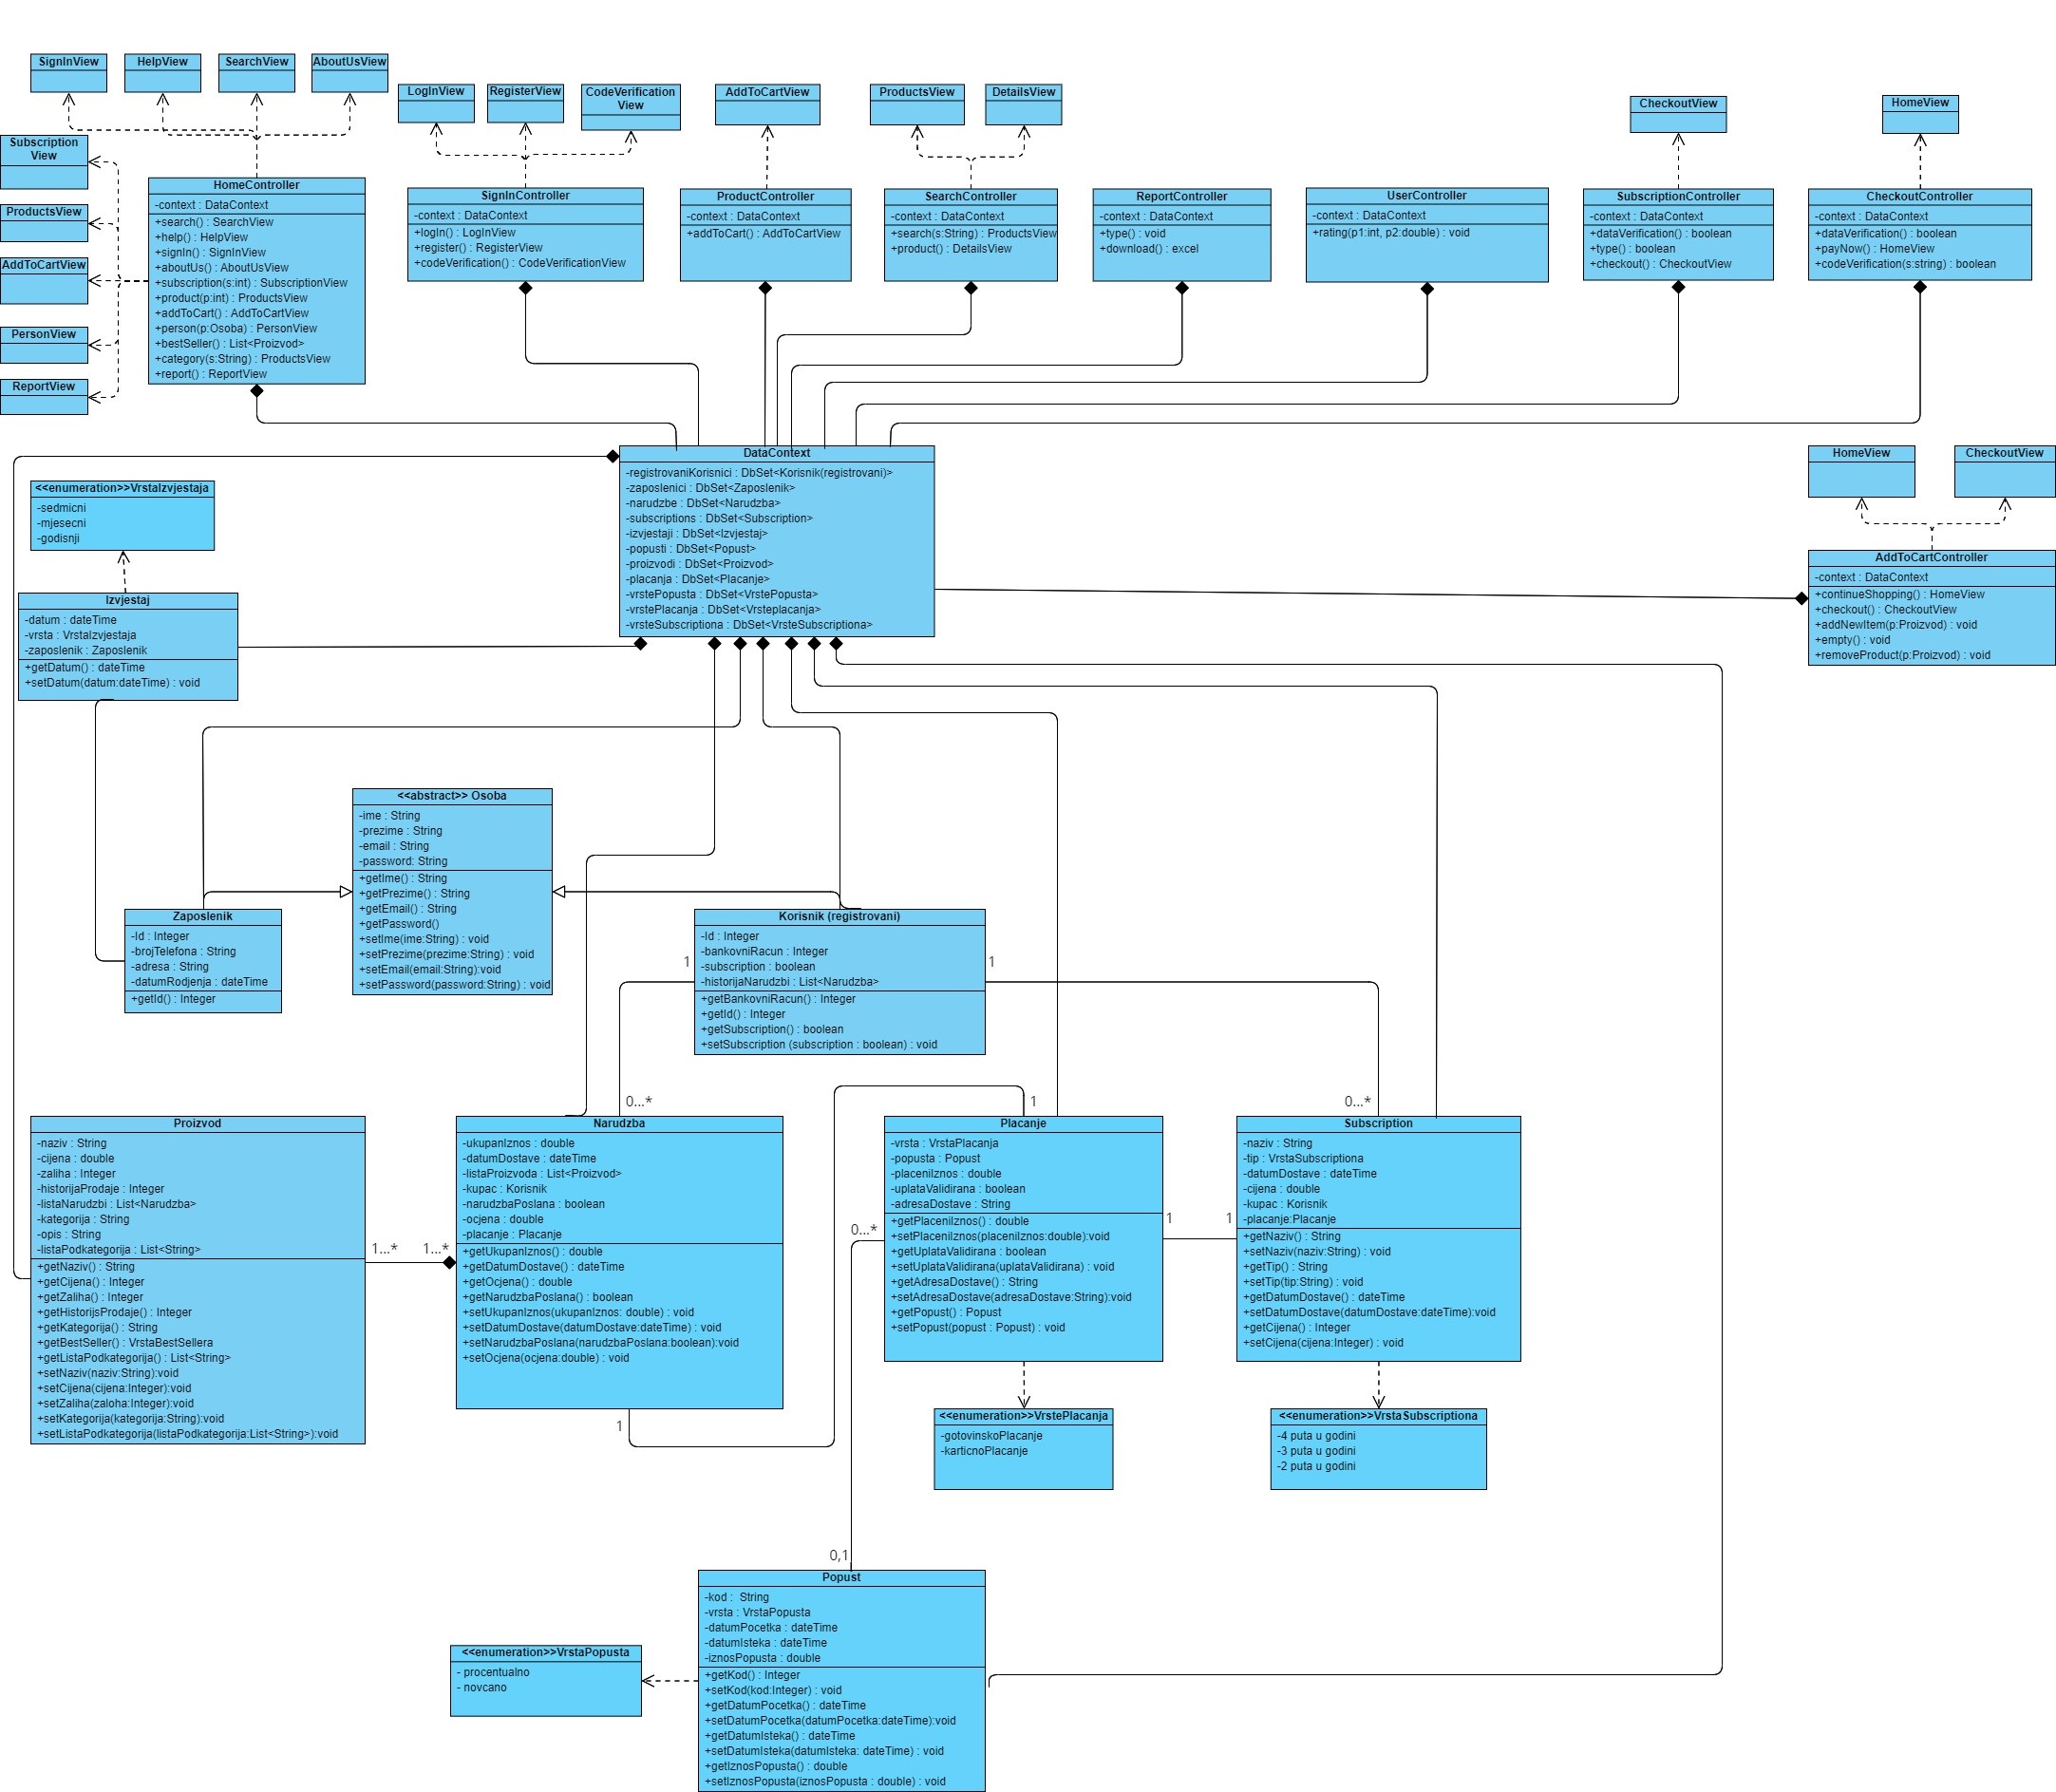 SignInView
HelpView
SearchView
AboutUsView
LogInView
RegisterView
CodeVerification
View
AddToCartView
ProductsView
DetailsView
CheckoutView
HomeView
Subscription
View
ProductsView
AddToCartView
PersonView
ReportView
HomeController
-context : DataContext
+search() : SearchView
+help() : HelpView
+signIn() : SignInView
+aboutUs() : AboutUsView
+subscription(s:int) : SubscriptionView
+product(p:int) : ProductsView
+addToCart() : AddToCartView
+person(p:Osoba) : PersonView
+bestSeller() : List<Proizvod>
+category(s:String) : ProductsView
+report() : ReportView
SignInController
-context : DataContext
+logIn() : LogInView
+register() : RegisterView
+codeVerification() : CodeVerificationView
ProductController
-context : DataContext
+addToCart() : AddToCartView
SearchController
-context : DataContext
+search(s:String) : ProductsView
+product() : DetailsView
ReportController
-context : DataContext
+type() : void
+download() : excel
UserController
-context : DataContext
+rating(p1:int, p2:double) : void
SubscriptionController
-context : DataContext
+dataVerification() : boolean
+type() : boolean
+checkout() : CheckoutView
CheckoutController
-context : DataContext
+dataVerification() : boolean
+payNow() : HomeView
+codeVerification(s:string) : boolean
DataContext
-registrovaniKorisnici : DbSet<Korisnik(registrovani)>
-zaposlenici : DbSet<Zaposlenik>
-narudzbe : DbSet<Narudzba>
-subscriptions : DbSet<Subscription>
-izvjestaji : DbSet<Izvjestaj>
-popusti : DbSet<Popust>
-proizvodi : DbSet<Proizvod>
-placanja : DbSet<Placanje>
-vrstePopusta : DbSet<VrstePopusta>
-vrstePlacanja : DbSet<Vrsteplacanja>
-vrsteSubscriptiona : DbSet<VrsteSubscriptiona>
HomeView
CheckoutView
AddToCartController
-context : DataContext
+continueShopping() : HomeView
+checkout() : CheckoutView
+addNewItem(p:Proizvod) : void
+empty() : void
+removeProduct(p:Proizvod) : void
<<enumeration>>VrstaIzvjestaja
-sedmicni
-mjesecni
-godisnji
Izvjestaj
-datum : dateTime
-vrsta : VrstaIzvjestaja
-zaposlenik : Zaposlenik
+getDatum() : dateTime
+setDatum(datum:dateTime) : void
<<abstract>> Osoba
-ime : String
-prezime : String
-email : String
-password: String
+getIme() : String
+getPrezime() : String
+getEmail() : String
+getPassword()
+setIme(ime:String) : void
+setPrezime(prezime:String) : void
+setEmail(email:String):void
+setPassword(password:String) : void
Zaposlenik
-Id : Integer
-brojTelefona : String
-adresa : String
-datumRodjenja : dateTime
+getId() : Integer
Korisnik (registrovani)
-Id : Integer
-bankovniRacun : Integer
-subscription : boolean
-historijaNarudzbi : List<Narudzba>
+getBankovniRacun() : Integer
+getId() : Integer
+getSubscription() : boolean
+setSubscription (subscription : boolean) : void
1
1
0...*
1
0...*
Proizvod
-naziv : String
-cijena : double
-zaliha : Integer
-historijaProdaje : Integer
-listaNarudzbi : List<Narudzba>
-kategorija : String
-opis : String
-listaPodkategorija : List<String>
+getNaziv() : String
+getCijena() : Integer
+getZaliha() : Integer
+getHistorijsProdaje() : Integer
+getKategorija() : String
+getBestSeller() : VrstaBestSellera
+getListaPodkategorija() : List<String>
+setNaziv(naziv:String):void
+setCijena(cijena:Integer):void
+setZaliha(zaloha:Integer):void
+setKategorija(kategorija:String):void
+setListaPodkategorija(listaPodkategorija:List<String>):void
1...*
1...*
Narudzba
-ukupanIznos : double
-datumDostave : dateTime
-listaProizvoda : List<Proizvod>
-kupac : Korisnik
-narudzbaPoslana : boolean
-ocjena : double
-placanje : Placanje
+getUkupanIznos() : double
+getDatumDostave() : dateTime
+getOcjena() : double
+getNarudzbaPoslana() : boolean
+setUkupanIznos(ukupanIznos: double) : void
+setDatumDostave(datumDostave:dateTime) : void
+setNarudzbaPoslana(narudzbaPoslana:boolean):void
+setOcjena(ocjena:double) : void
1
0...*
Placanje
-vrsta : VrstaPlacanja
-popusta : Popust
-placeniIznos : double
-uplataValidirana : boolean
-adresaDostave : String
+getPlaceniIznos() : double
+setPlaceniIznos(placeniIznos:double):void
+getUplataValidirana : boolean
+setUplataValidirana(uplataValidirana) : void
+getAdresaDostave() : String
+setAdresaDostave(adresaDostave:String):void
+getPopust() : Popust
+setPopust(popust : Popust) : void
1
1
Subscription
-naziv : String
-tip : VrstaSubscriptiona
-datumDostave : dateTime
-cijena : double
-kupac : Korisnik
-placanje:Placanje
+getNaziv() : String
+setNaziv(naziv:String) : void
+getTip() : String
+setTip(tip:String) : void
+getDatumDostave() : dateTime
+setDatumDostave(datumDostave:dateTime):void
+getCijena() : Integer
+setCijena(cijena:Integer) : void
<<enumeration>>VrstePlacanja
-gotovinskoPlacanje
-karticnoPlacanje
<<enumeration>>VrstaSubscriptiona
-4 puta u godini
-3 puta u godini
-2 puta u godini
0,1
Popust
-kod : String
-vrsta : VrstaPopusta
-datumPocetka : dateTime
-datumIsteka : dateTime
-iznosPopusta : double
+getKod() : Integer
+setKod(kod:Integer) : void
+getDatumPocetka() : dateTime
+setDatumPocetka(datumPocetka:dateTime):void
+getDatumIsteka() : dateTime
+setDatumIsteka(datumIsteka: dateTime) : void
+getIznosPopusta() : double
+setIznosPopusta(iznosPopusta : double) : void
<<enumeration>>VrstaPopusta
- procentualno
- novcano